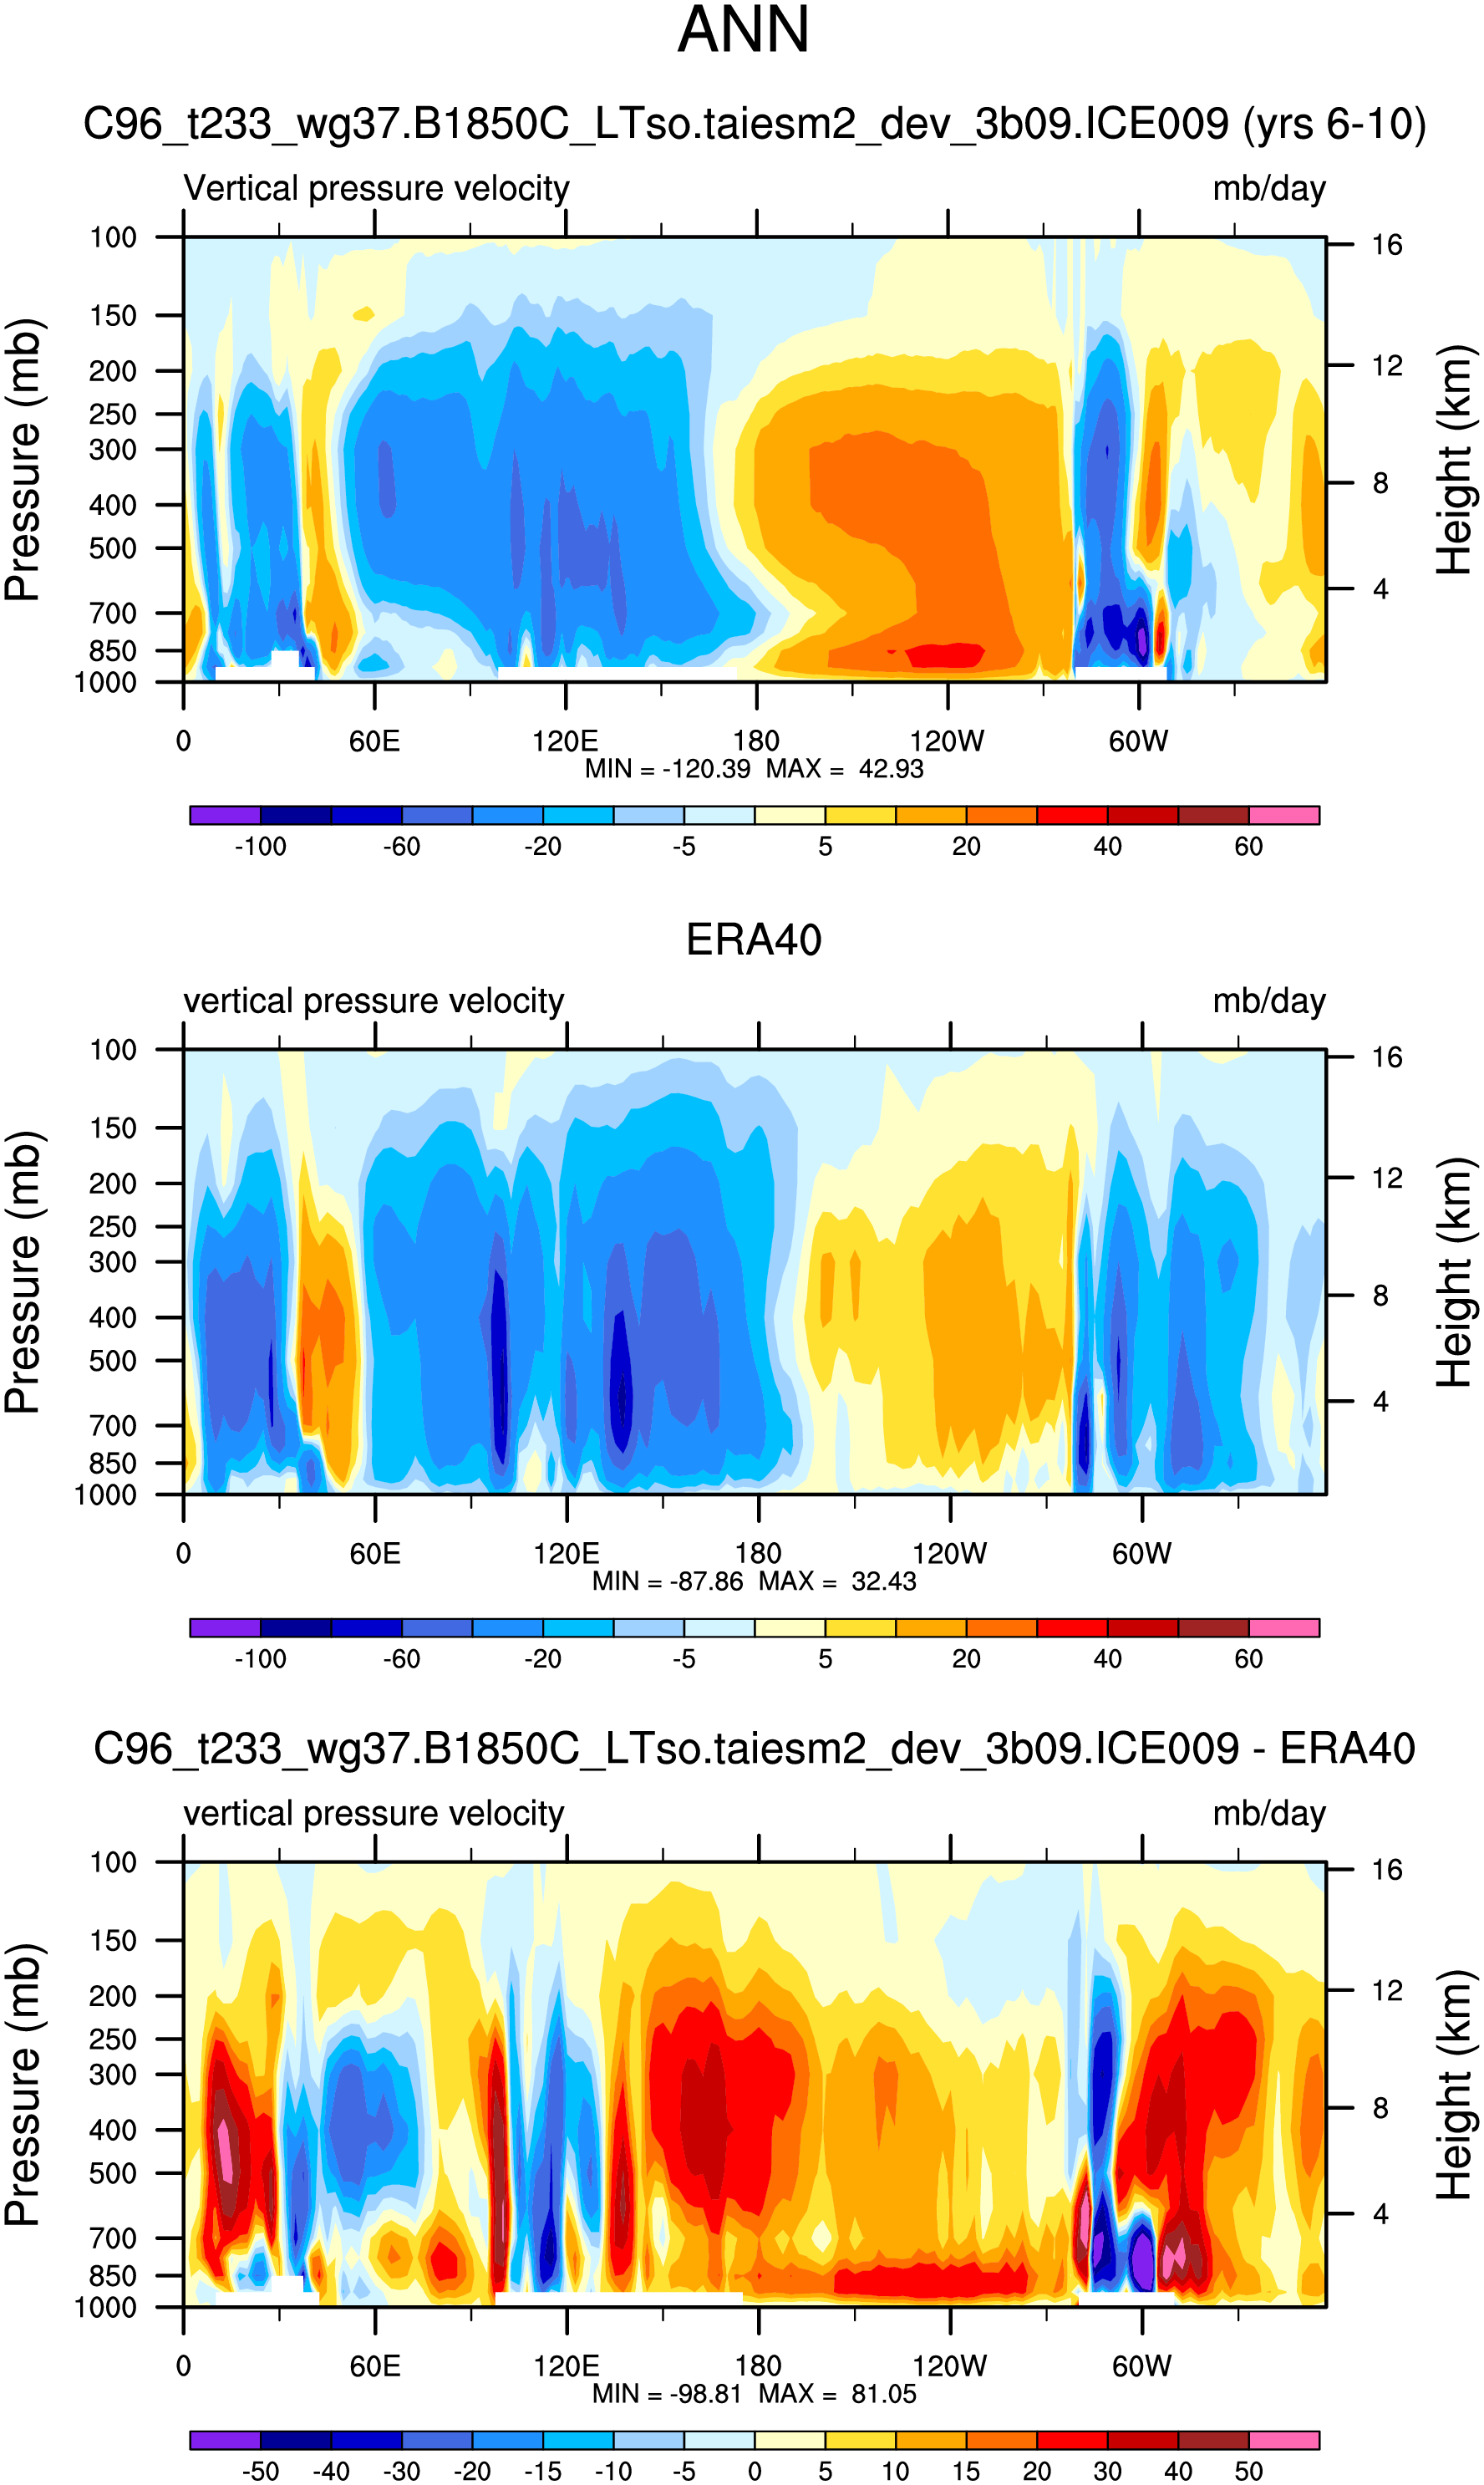 ANN
C96_t233_wg37.B1850C_LTso.taiesm2_dev_3b09.ICE009 (yrs 6-10)
Vertical pressure velocity mb/day
Pressure (mb)
100
150
200
250
300
400
500
700
850
1000
16
12
8
4
Height (km)
0 60E 120E 180 120W 60W
MIN = -120.39 MAX = 42.93
-100 -60 -20 -5 5 20 40 60
ERA40
vertical pressure velocity mb/day
Pressure (mb)
100
150
200
250
300
400
500
700
850
1000
16
12
8
4
Height (km)
0 60E 120E 180 120W 60W
MIN = -87.86 MAX = 32.43
-100 -60 -20 -5 5 20 40 60
C96_t233_wg37.B1850C_LTso.taiesm2_dev_3b09.ICE009 - ERA40
vertical pressure velocity mb/day
Pressure (mb)
100
150
200
250
300
400
500
700
850
1000
16
12
8
4
Height (km)
0 60E 120E 180 120W 60W
MIN = -98.81 MAX = 81.05
-50 -40 -30 -20 -15 -10 -5 0 5 10 15 20 30 40 50